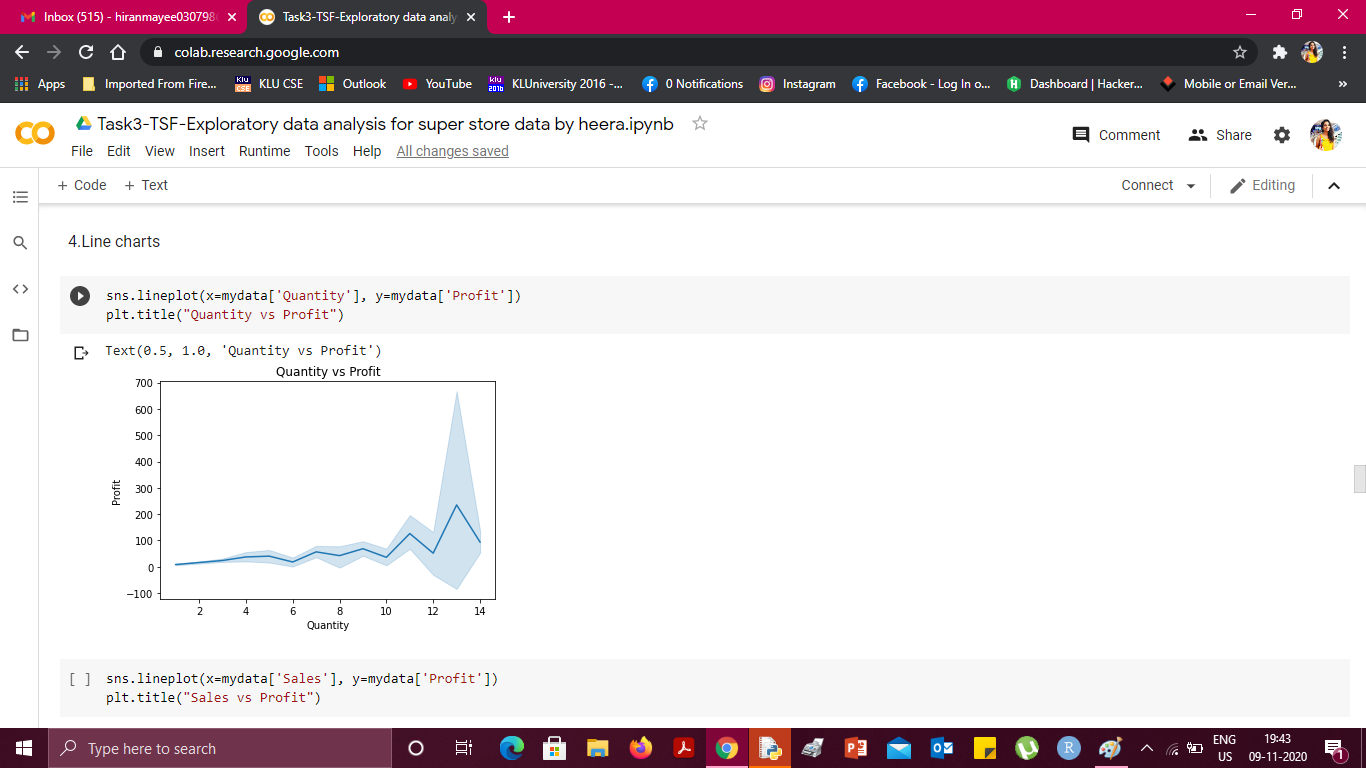 Inbox (515) - hiranmayee030798
Task3-TSF-Exploratory data analy
colab.research.google.com
Apps
Imported From Fire...
KLU CSE
KLU CSE
Outlook
YouTube
klu 2016
KLUniversity 2016 -...
0 Notifications
Instagram
Facebook - Log In o...
Dashboard | Hacker...
Mobile or Email Ver...
»
Task3-TSF-Exploratory data analysis for super store data by heera.ipynb
Comment
Share
File Edit View Insert Runtime Tools Help All changes saved
+ Code + Text
Connect
Editing
4.Line charts
sns.lineplot(x=mydata['Quantity'], y=mydata['Profit'])
plt.title("Quantity vs Profit")
Text(0.5, 1.0, 'Quantity vs Profit')
Quantity vs Profit
700
600
500
400
300
200
100
0
−100
Profit
2 4 6 8 10 12 14
Quantity
[ ] sns.lineplot(x=mydata['Sales'], y=mydata['Profit'])
plt.title("Sales vs Profit")
Type here to search
ENG
US
19:43
09-11-2020
1